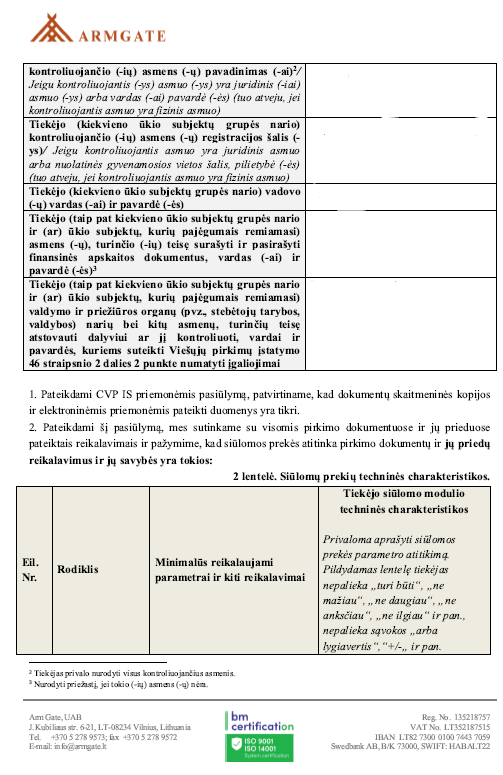 ARMGATE
kontroliuojančio (-ių) asmens (-ų) pavadinimas (-ai)²/
Jeigu kontroliuojantis (-ys) asmuo (-ys) yra juridinis (-iai)
asmuo (-ys) arba vardas (-ai) pavardė (-ės) (tuo atveju, jei
kontroliuojantis asmuo yra fizinis asmuo)
Tiekėjo (kiekvieno ūkio subjektų grupės nario)
kontroliuojančio (-ių) asmens (-ų) registracijos šalis (-
ys)/ Jeigu kontroliuojantis asmuo yra juridinis asmuo
arba nuolatinės gyvenamosios vietos šalis, pilietybė (-ės)
(tuo atveju, jei kontroliuojantis asmuo yra fizinis asmuo)
Tiekėjo (kiekvieno ūkio subjektų grupės nario) vadovo
(-ų) vardas (-ai) ir pavardė (-ės)
Tiekėjo (taip pat kiekvieno ūkio subjektų grupės nario
ir (ar) ūkio subjektų, kurių pajėgumais remiamasi)
asmens (-ų), turinčio (-ių) teisę surašyti ir pasirašyti
finansinės apskaitos dokumentus, vardas (-ai) ir
pavardė (-ės)³
Tiekėjo (taip pat kiekvieno ūkio subjektų grupės nario
ir (ar) ūkio subjektų, kurių pajėgumais remiamasi)
valdymo ir priežiūros organų (pvz., stebėtojų tarybos,
valdybos) narių bei kitų asmenų, turinčių teisę
atstovauti dalyviui ar jį kontroliuoti, vardai ir
pavardės, kuriems suteikti Viešųjų pirkimų įstatymo
46 straipsnio 2 dalies 2 punkte numatyti įgaliojimai
1. Pateikdami CVP IS priemonėmis pasiūlymą, patvirtiname, kad dokumentų skaitmeninės kopijos
ir elektroninėmis priemonėmis pateikti duomenys yra tikri.
2. Pateikdami šį pasiūlymą, mes sutinkame su visomis pirkimo dokumentuose ir jų prieduose
pateiktais reikalavimais ir pažymime, kad siūlomos prekės atitinka pirkimo dokumentų ir jų priedų
reikalavimus ir jų savybės yra tokios:
2 lentelė. Siūlomų prekių techninės charakteristikos.
Eil.
Nr.
Rodiklis
Minimalūs reikalaujami
parametrai ir kiti reikalavimai
Tiekėjo siūlomo modulio
techninės charakteristikos
Privaloma aprašyti siūlomos
prekės parametro atitikimą.
Pildydamas lentelę tiekėjas
nepalieka „turi būti“, „ne
mažiau“, „ne daugiau“, „ne
anksčiau“, „ne ilgiau“ ir pan.,
nepalieka sąvokos „arba
lygiavertis“,“+/-„ ir pan.
² Tiekėjas privalo nurodyti visus kontroliuojančius asmenis.
³ Nurodyti priežastį, jei tokio (-ių) asmens (-ų) nėra.
Arm Gate, UAB
J. Kubiliaus str. 6-21, LT-08234 Vilnius, Lithuania
Tel. +370 5 278 9573; fax +370 5 278 9572
E-mail: info@armgate.lt
bm
certification
ISO 9001
ISO 14001
System certification
Reg. No. 135218757
VAT No. LT352187515
IBAN LT82 7300 0100 7443 7059
Swedbank AB, B/K 73000, SWIFT: HABALT22